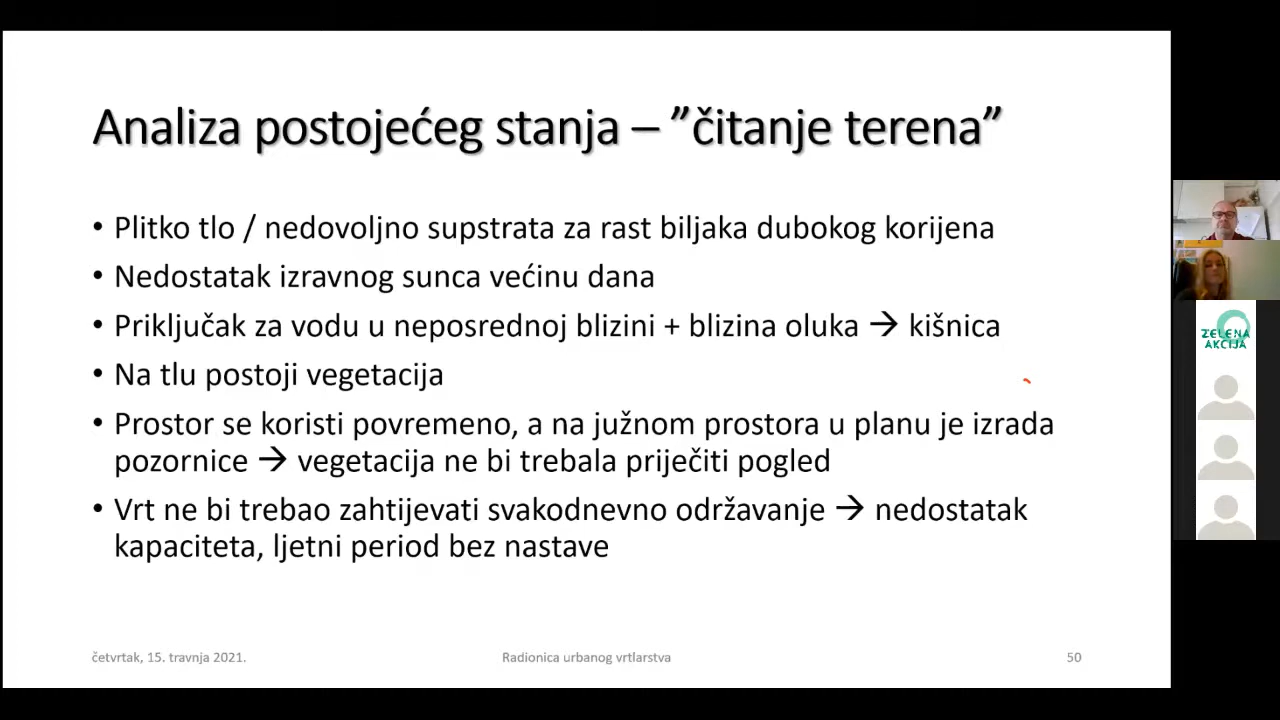 Analiza postojećeg stanja – ”čitanje terena”
• Plitko tlo / nedovoljno supstrata za rast biljaka dubokog korijena
• Nedostatak izravnog sunca većinu dana
• Priključak za vodu u neposrednoj blizini + blizina oluka → kišnica
• Na tlu postoji vegetacija
• Prostor se koristi povremeno, a na južnom prostora u planu je izrada
pozornice → vegetacija ne bi trebala priječiti pogled
• Vrt ne bi trebao zahtijevati svakodnevno održavanje → nedostatak
kapaciteta, ljetni period bez nastave
četvrtak, 15. travnja 2021.
Radionica urbanog vrtlarstva
50
ZELENA
AKCIJA